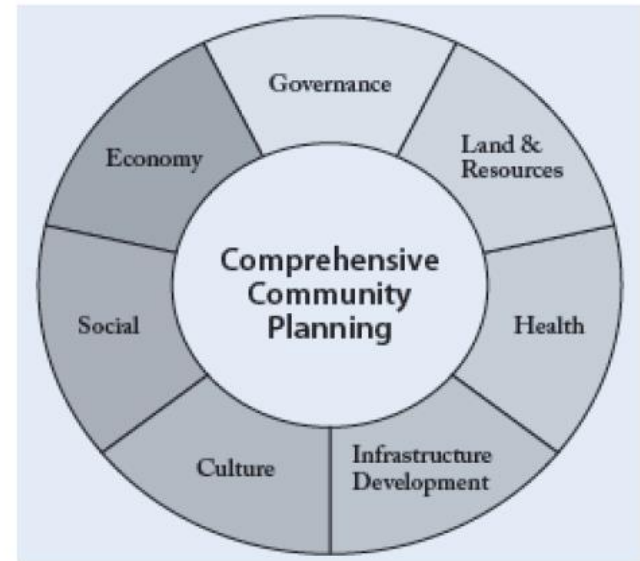 Governance
Land &
Resources
Health
Infrastructure
Development
Culture
Social
Economy
Comprehensive
Community
Planning